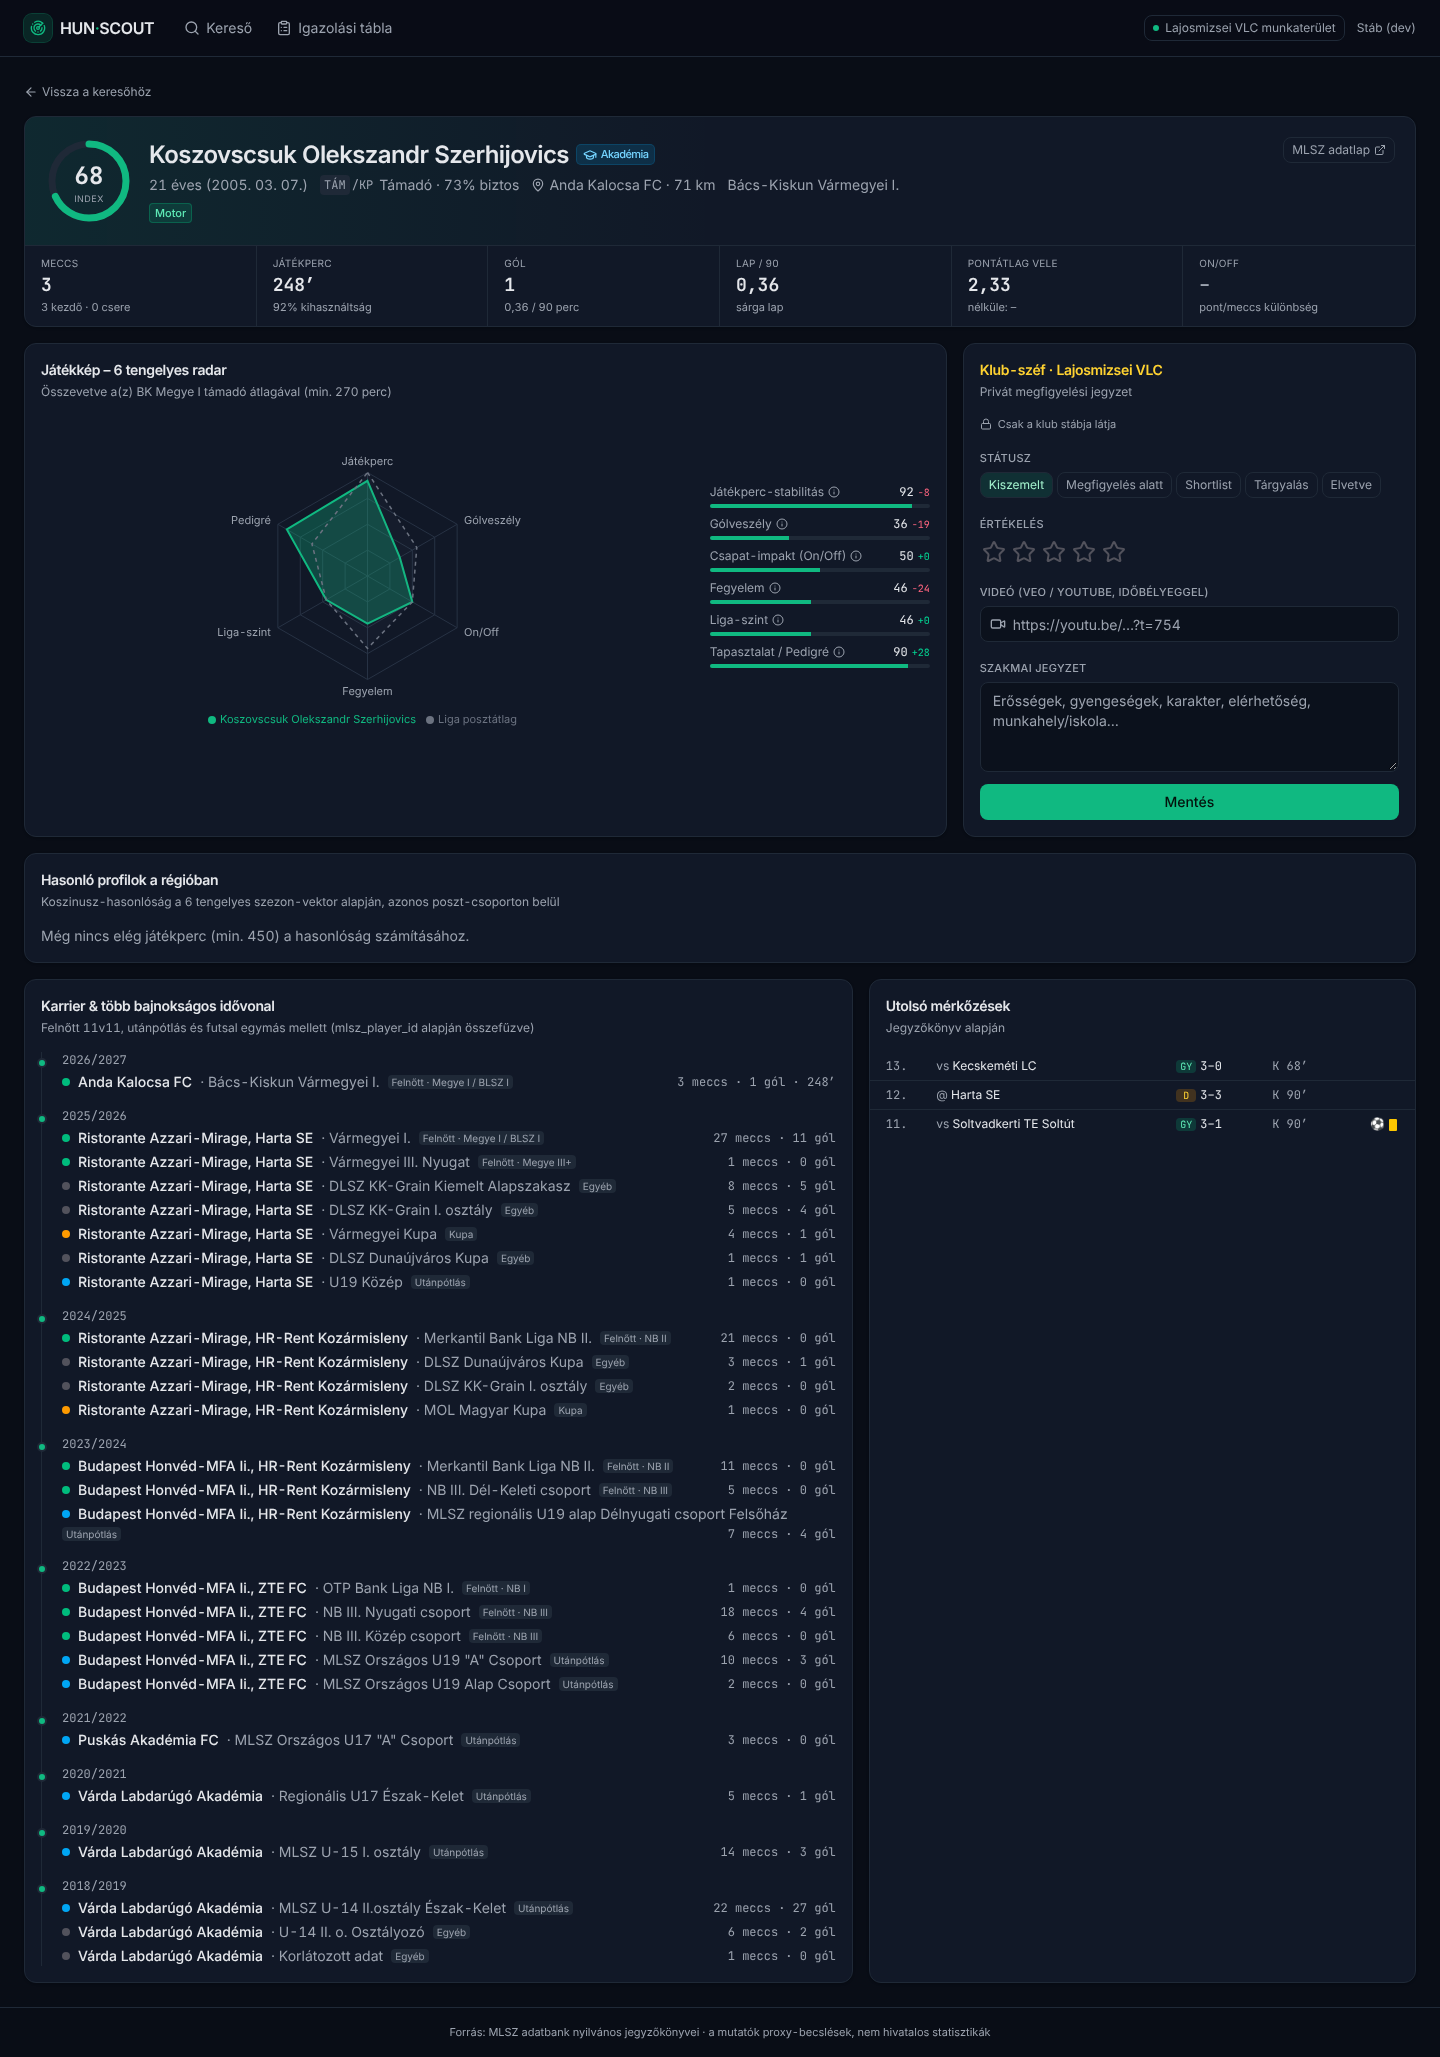 HUN·SCOUT
Kereső
Igazolási tábla
Lajosmizsei VLC munkaterület
Stáb (dev)
Vissza a keresőhöz
68
INDEX
Koszovscsuk Olekszandr Szerhijovics
Akadémia
MLSZ adatlap
21 éves (2005. 03. 07.) TÁM/KP Támadó · 73% biztos Anda Kalocsa FC · 71 km Bács-Kiskun Vármegyei I.
Motor
MECCS
3
3 kezdő · 0 csere
JÁTÉKPERC
248’
92% kihasználtság
GÓL
1
0,36 / 90 perc
LAP / 90
0,36
sárga lap
PONTÁTLAG VELE
2,33
nélküle: –
ON/OFF
–
pont/meccs különbség
Játékkép – 6 tengelyes radar
Összevetve a(z) BK Megye I támadó átlagával (min. 270 perc)
Játékperc
Gólveszély
On/Off
Fegyelem
Liga-szint
Pedigré
Koszovscsuk Olekszandr Szerhijovics
Liga posztátlag
Játékperc-stabilitás 92 -8
Gólveszély 36 -19
Csapat-impakt (On/Off) 50 +0
Fegyelem 46 -24
Liga-szint 46 +0
Tapasztalat / Pedigré 90 +28
Klub-széf · Lajosmizsei VLC
Privát megfigyelési jegyzet
Csak a klub stábja látja
STÁTUSZ
Kiszemelt
Megfigyelés alatt
Shortlist
Tárgyalás
Elvetve
ÉRTÉKELÉS
VIDEÓ (VEO / YOUTUBE, IDŐBÉLYEGGEL)
https://youtu.be/...?t=754
SZAKMAI JEGYZET
Erősségek, gyengeségek, karakter, elérhetőség,
munkahely/iskola...
Mentés
Hasonló profilok a régióban
Koszinusz-hasonlóság a 6 tengelyes szezon-vektor alapján, azonos poszt-csoporton belül
Még nincs elég játékperc (min. 450) a hasonlóság számításához.
Karrier & több bajnokságos idővonal
Felnőtt 11v11, utánpótlás és futsal egymás mellett (mlsz_player_id alapján összefűzve)
2026/2027
Anda Kalocsa FC · Bács-Kiskun Vármegyei I. Felnőtt · Megye I / BLSZ I 3 meccs · 1 gól · 248’
2025/2026
Ristorante Azzari-Mirage, Harta SE · Vármegyei I. Felnőtt · Megye I / BLSZ I 27 meccs · 11 gól
Ristorante Azzari-Mirage, Harta SE · Vármegyei III. Nyugat Felnőtt · Megye III+ 1 meccs · 0 gól
Ristorante Azzari-Mirage, Harta SE · DLSZ KK-Grain Kiemelt Alapszakasz Egyéb 8 meccs · 5 gól
Ristorante Azzari-Mirage, Harta SE · DLSZ KK-Grain I. osztály Egyéb 5 meccs · 4 gól
Ristorante Azzari-Mirage, Harta SE · Vármegyei Kupa Kupa 4 meccs · 1 gól
Ristorante Azzari-Mirage, Harta SE · DLSZ Dunaújváros Kupa Egyéb 1 meccs · 1 gól
Ristorante Azzari-Mirage, Harta SE · U19 Közép Utánpótlás 1 meccs · 0 gól
2024/2025
Ristorante Azzari-Mirage, HR-Rent Kozármisleny · Merkantil Bank Liga NB II. Felnőtt · NB II 21 meccs · 0 gól
Ristorante Azzari-Mirage, HR-Rent Kozármisleny · DLSZ Dunaújváros Kupa Egyéb 3 meccs · 1 gól
Ristorante Azzari-Mirage, HR-Rent Kozármisleny · DLSZ KK-Grain I. osztály Egyéb 2 meccs · 0 gól
Ristorante Azzari-Mirage, HR-Rent Kozármisleny · MOL Magyar Kupa Kupa 1 meccs · 0 gól
2023/2024
Budapest Honvéd-MFA Ii., HR-Rent Kozármisleny · Merkantil Bank Liga NB II. Felnőtt · NB II 11 meccs · 0 gól
Budapest Honvéd-MFA Ii., HR-Rent Kozármisleny · NB III. Dél-Keleti csoport Felnőtt · NB III 5 meccs · 0 gól
Budapest Honvéd-MFA Ii., HR-Rent Kozármisleny · MLSZ regionális U19 alap Délnyugati csoport Felsőház
Utánpótlás 7 meccs · 4 gól
2022/2023
Budapest Honvéd-MFA Ii., ZTE FC · OTP Bank Liga NB I. Felnőtt · NB I 1 meccs · 0 gól
Budapest Honvéd-MFA Ii., ZTE FC · NB III. Nyugati csoport Felnőtt · NB III 18 meccs · 4 gól
Budapest Honvéd-MFA Ii., ZTE FC · NB III. Közép csoport Felnőtt · NB III 6 meccs · 0 gól
Budapest Honvéd-MFA Ii., ZTE FC · MLSZ Országos U19 "A" Csoport Utánpótlás 10 meccs · 3 gól
Budapest Honvéd-MFA Ii., ZTE FC · MLSZ Országos U19 Alap Csoport Utánpótlás 2 meccs · 0 gól
2021/2022
Puskás Akadémia FC · MLSZ Országos U17 "A" Csoport Utánpótlás 3 meccs · 0 gól
2020/2021
Várda Labdarúgó Akadémia · Regionális U17 Észak-Kelet Utánpótlás 5 meccs · 1 gól
2019/2020
Várda Labdarúgó Akadémia · MLSZ U-15 I. osztály Utánpótlás 14 meccs · 3 gól
2018/2019
Várda Labdarúgó Akadémia · MLSZ U-14 II.osztály Észak-Kelet Utánpótlás 22 meccs · 27 gól
Várda Labdarúgó Akadémia · U-14 II. o. Osztályozó Egyéb 6 meccs · 2 gól
Várda Labdarúgó Akadémia · Korlátozott adat Egyéb 1 meccs · 0 gól
Utolsó mérkőzések
Jegyzőkönyv alapján
13. vs Kecskeméti LC GY 3–0 K 68’
12. @ Harta SE D 3–3 K 90’
11. vs Soltvadkerti TE Soltút GY 3–1 K 90’
Forrás: MLSZ adatbank nyilvános jegyzőkönyvei · a mutatók proxy-becslések, nem hivatalos statisztikák